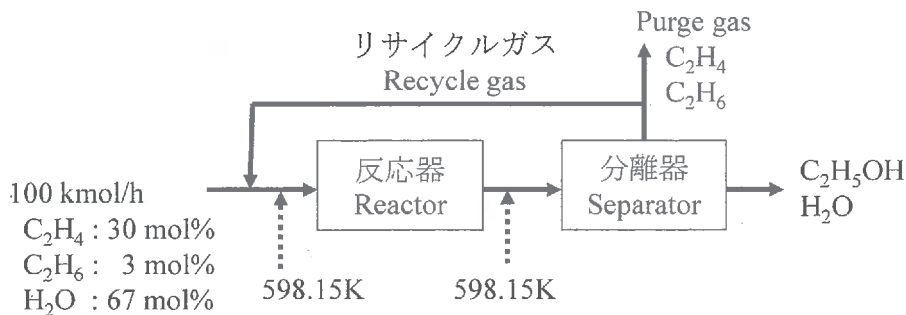 リサイクルガス
Recycle gas
Purge gas
C₂H₄
C₂H₆
100 kmol/h
C₂H₄ : 30 mol%
C₂H₆ : 3 mol%
H₂O : 67 mol%
598.15K
反応器
Reactor
598.15K
分離器
Separator
C₂H₅OH
H₂O